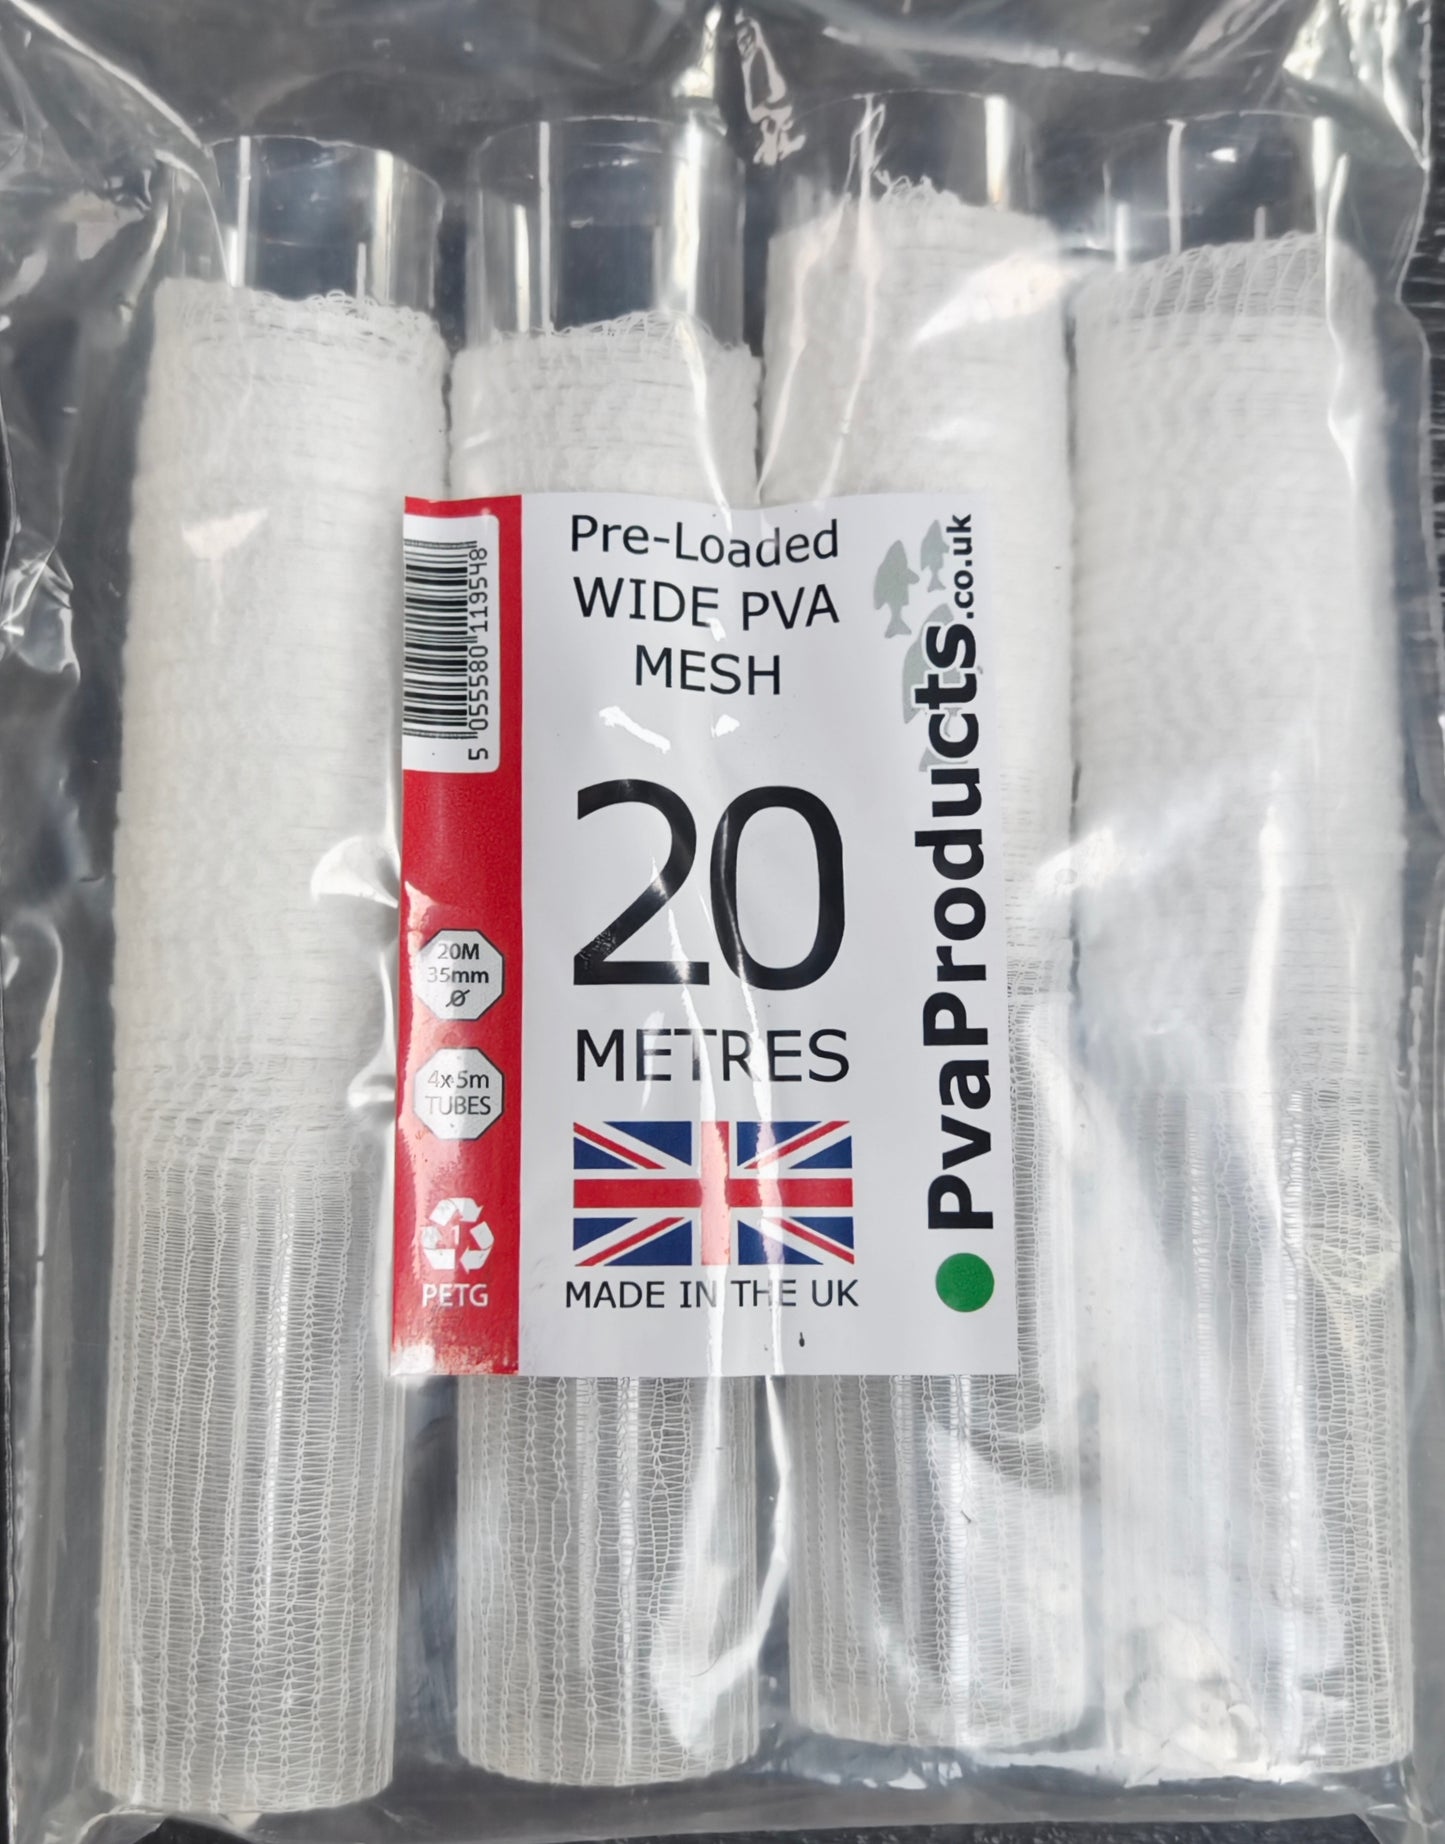 Pre-Loaded
WIDE PVA
MESH
20
METRES
MADE IN THE UK
5 055580 119548
20M
35mm
Ø
4x5m
TUBES
1
PETG
PvaProducts.co.uk